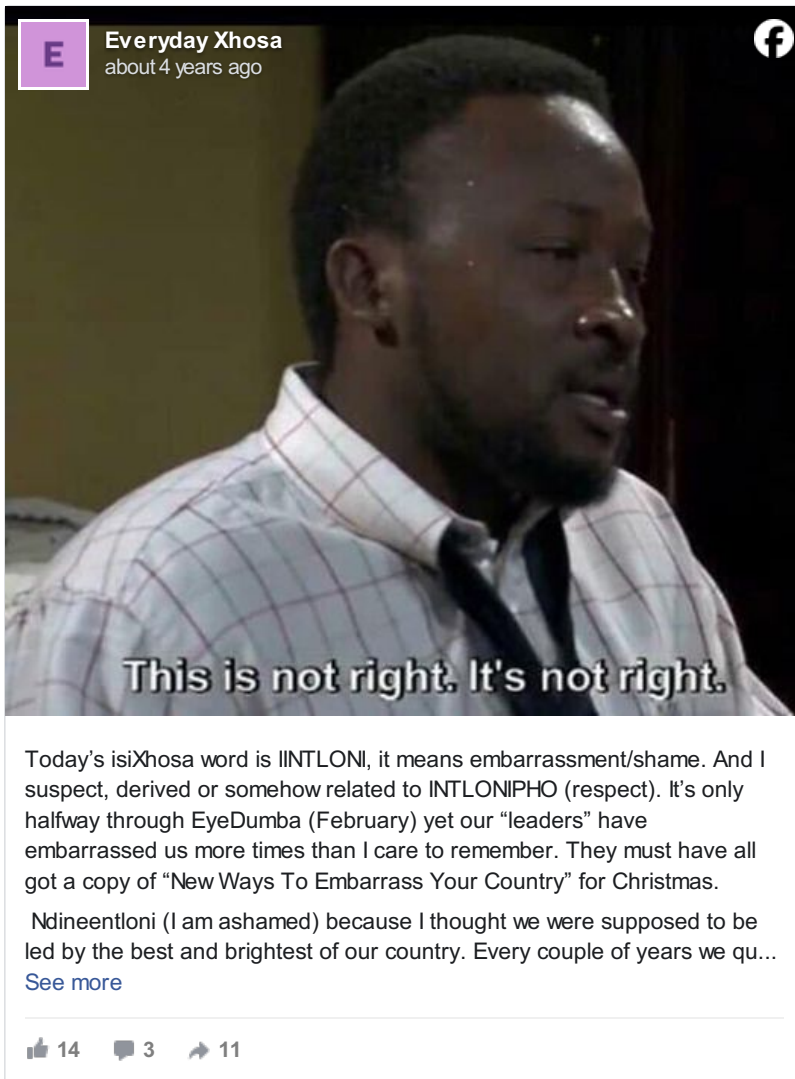 E
Everyday Xhosa
about 4 years ago
This is not right. It's not right.
Today’s isiXhosa word is IINTLONI, it means embarrassment/shame. And I
suspect, derived or somehow related to INTLONIPHO (respect). It’s only
halfway through EyeDumba (February) yet our “leaders” have
embarrassed us more times than I care to remember. They must have all
got a copy of “New Ways To Embarrass Your Country” for Christmas.
Ndineentloni (I am ashamed) because I thought we were supposed to be
led by the best and brightest of our country. Every couple of years we qu...
See more
14 3 11